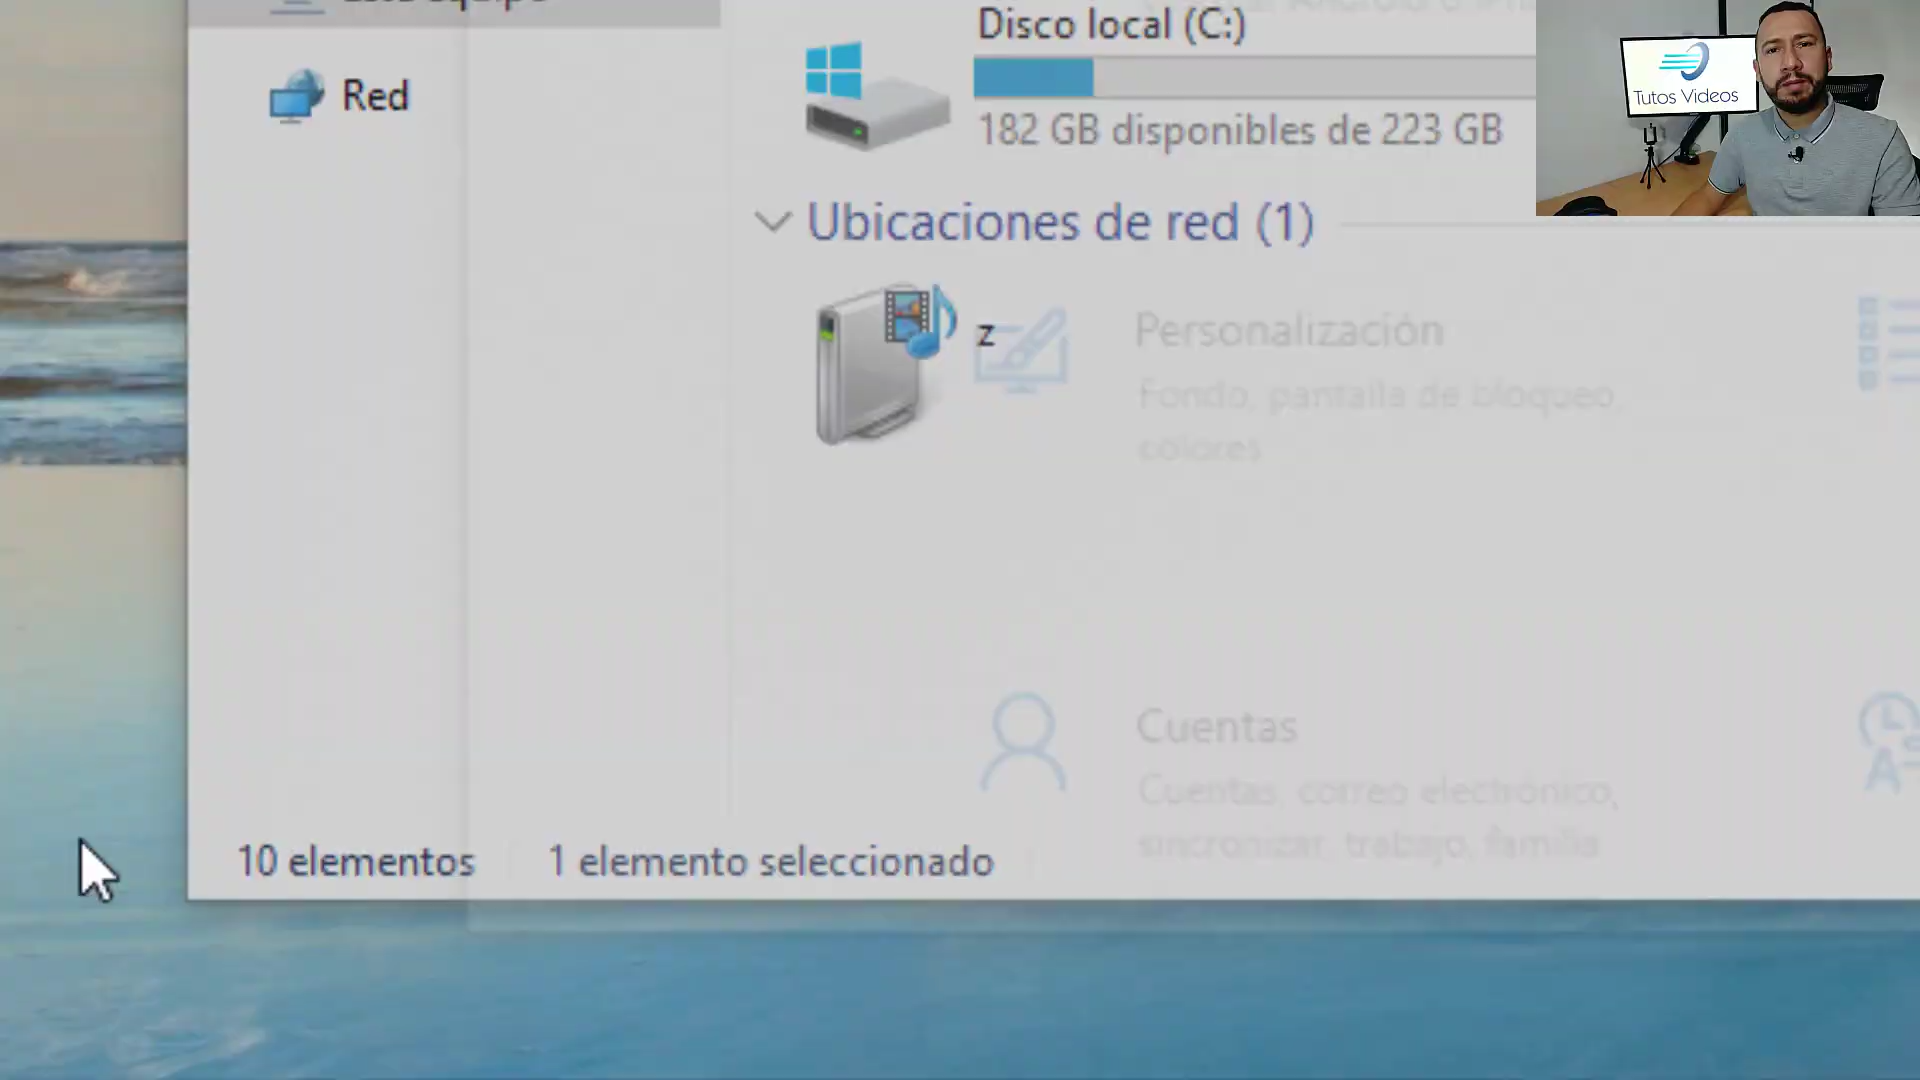 Disco local (C:)
Red
182 GB disponibles de 223 GB
Tutos Videos
Ubicaciones de red (1)
z
Personalización
Fondo, pantalla de bloqueo,
colores
Cuentas
Cuentas, correo electrónico,
sincronizar, trabajo, familia
10 elementos
1 elemento seleccionado